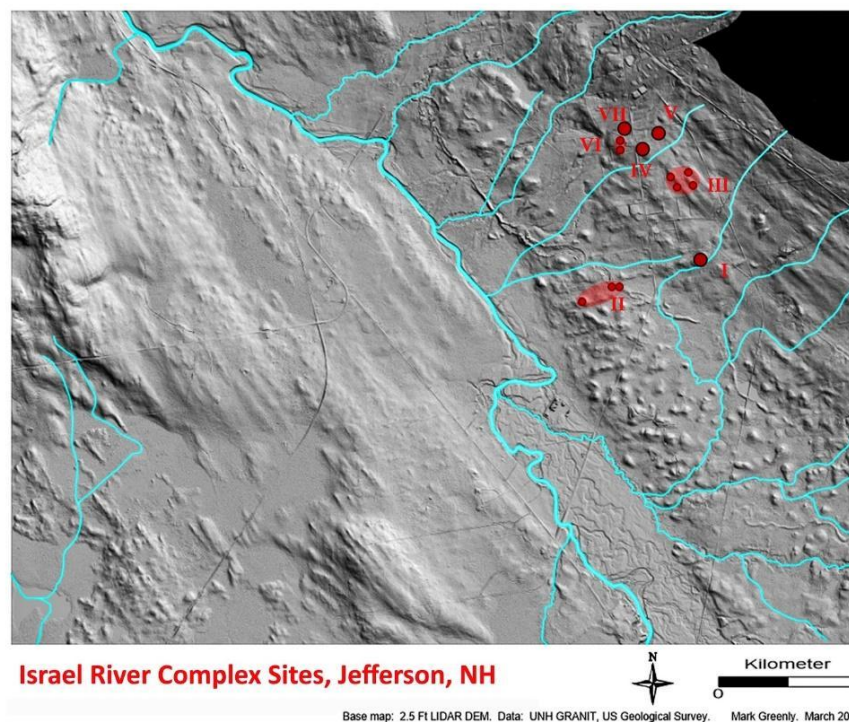 VII
V
VI
IV
III
I
II
Israel River Complex Sites, Jefferson, NH
N
Kilometer
0
Base map: 2.5 Ft LIDAR DEM. Data: UNH GRANIT, US Geological Survey. Mark Greenly. March 20